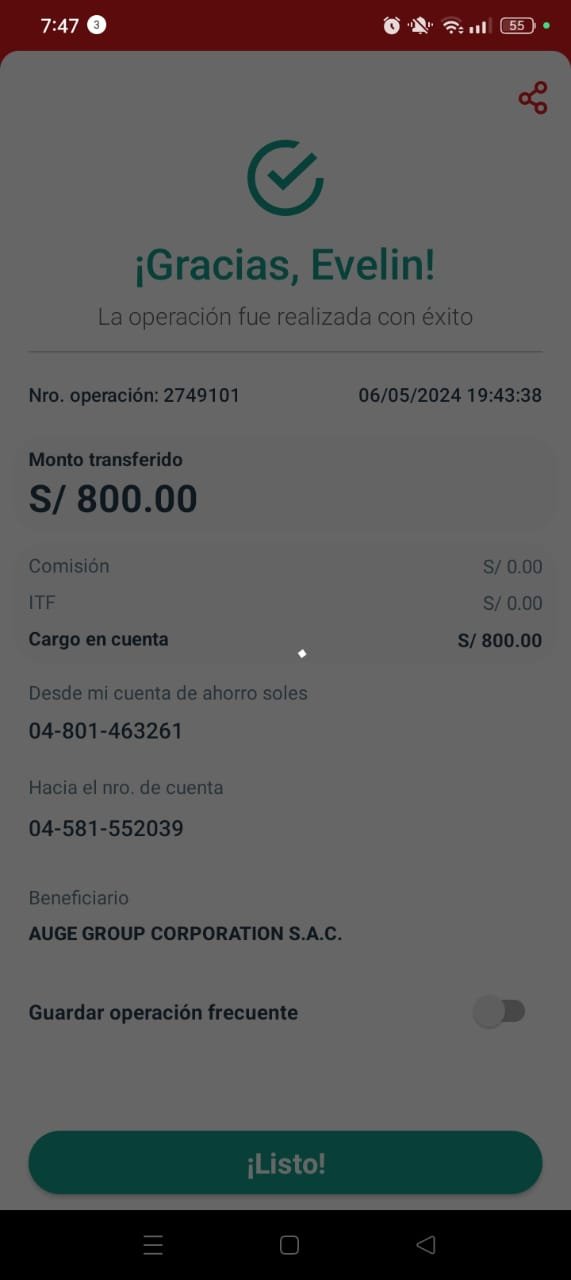 7:47 3 55
¡Gracias, Evelin!
La operación fue realizada con éxito
Nro. operación: 2749101 06/05/2024 19:43:38
Monto transferido
S/ 800.00
Comisión S/ 0.00
ITF S/ 0.00
Cargo en cuenta S/ 800.00
Desde mi cuenta de ahorro soles
04-801-463261
Hacia el nro. de cuenta
04-581-552039
Beneficiario
AUGE GROUP CORPORATION S.A.C.
Guardar operación frecuente
¡Listo!